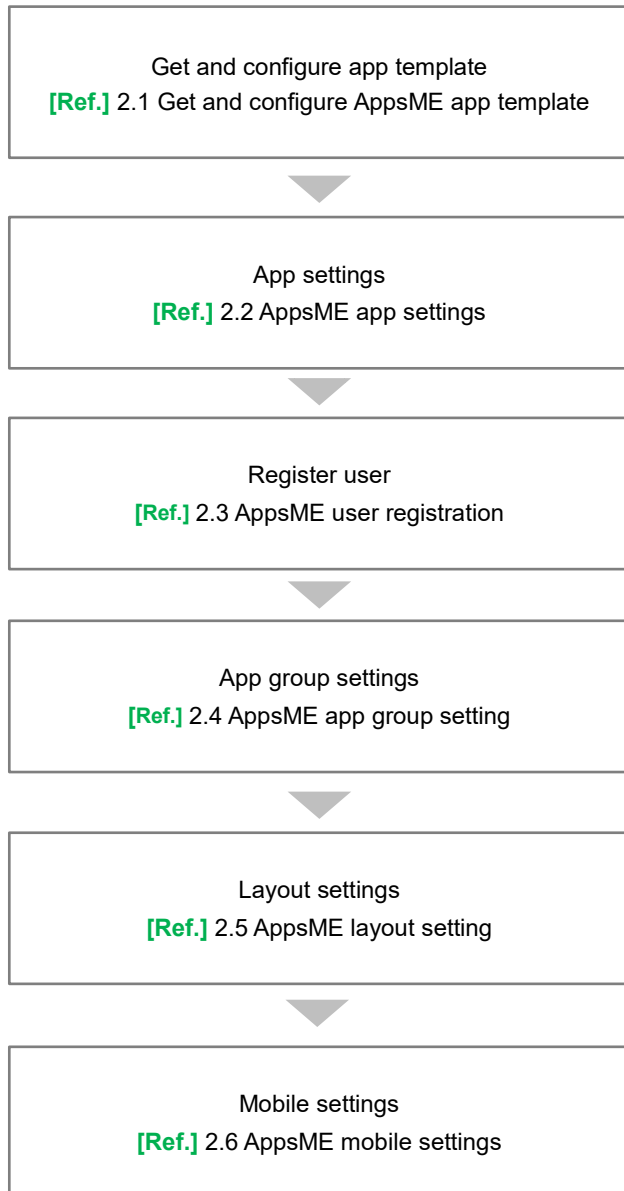 Get and configure app template
[Ref.] 2.1 Get and configure AppsME app template
App settings
[Ref.] 2.2 AppsME app settings
Register user
[Ref.] 2.3 AppsME user registration
App group settings
[Ref.] 2.4 AppsME app group setting
Layout settings
[Ref.] 2.5 AppsME layout setting
Mobile settings
[Ref.] 2.6 AppsME mobile settings